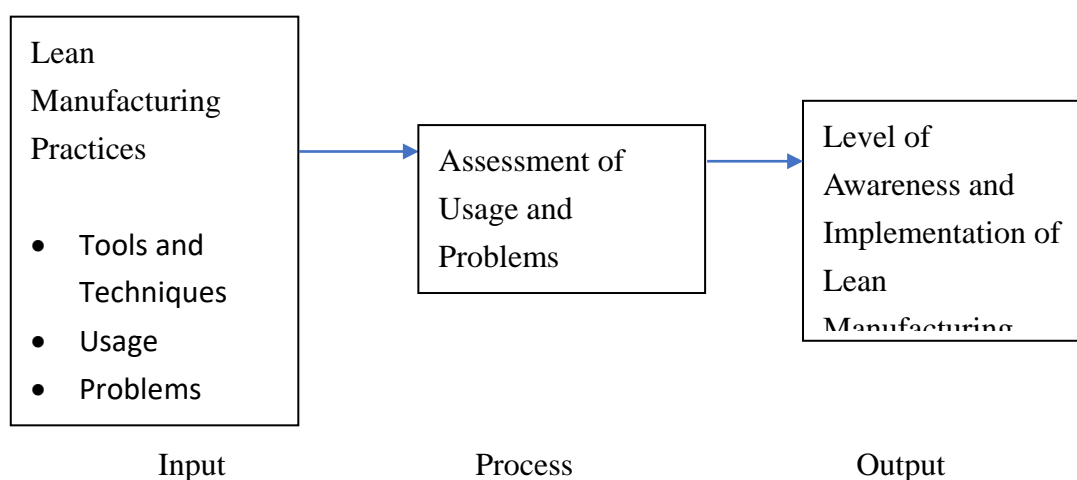 Lean
Manufacturing
Practices
• Tools and
Techniques
• Usage
• Problems
Assessment of
Usage and
Problems
Level of
Awareness and
Implementation of
Lean
Manufacturing
Input
Process
Output